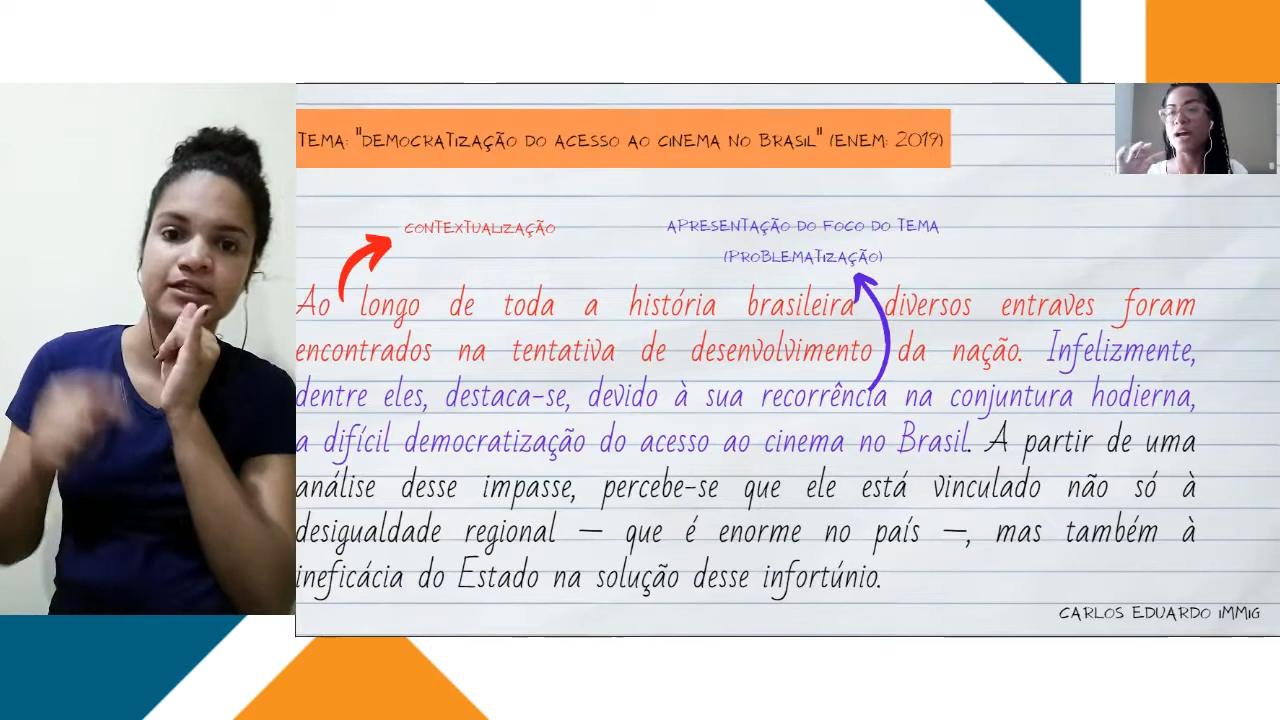 TEMA: "DEMOCRATIZAÇÃO DO ACESSO AO CINEMA NO BRASIL" (ENEM: 2019)
CONTEXTUALIZAÇÃO
APRESENTAÇÃO DO FOCO DO TEMA
(PROBLEMATIZAÇÃO)
Ao longo de toda a história brasileira diversos entraves foram
encontrados na tentativa de desenvolvimento da nação. Infelizmente,
dentre eles, destaca-se, devido à sua recorrência na conjuntura hodierna,
a difícil democratização do acesso ao cinema no Brasil. A partir de uma
análise desse impasse, percebe-se que ele está vinculado não só à
desigualdade regional — que é enorme no país —, mas também à
ineficácia do Estado na solução desse infortúnio.
CARLOS EDUARDO IMMIG